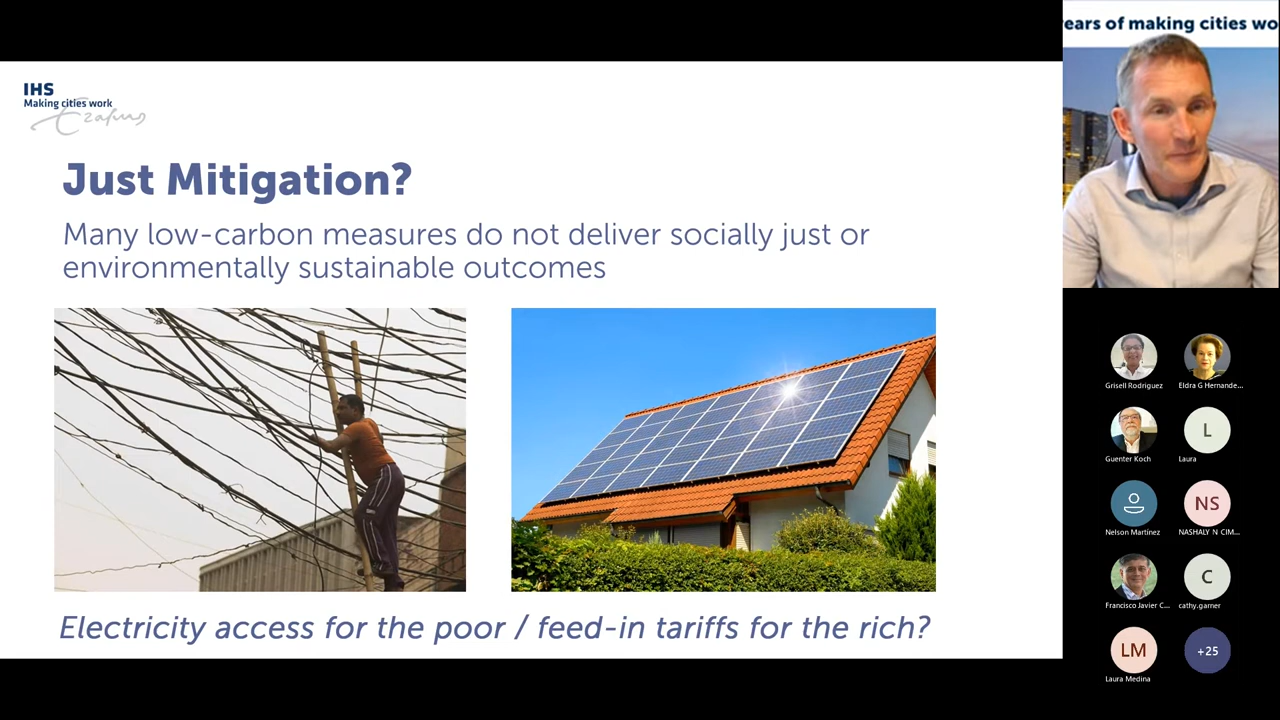 IHS
Making cities work
Erasmus
Just Mitigation?
Many low-carbon measures do not deliver socially just or
environmentally sustainable outcomes
Electricity access for the poor / feed-in tariffs for the rich?
ears of making cities wo
Grisell Rodriguez
Eldra G Hernande...
Guenter Koch
L
Laura
Nelson Martínez
NS
NASHALY N CIM...
Francisco Javier C...
C
cathy.garner
LM
Laura Medina
+25